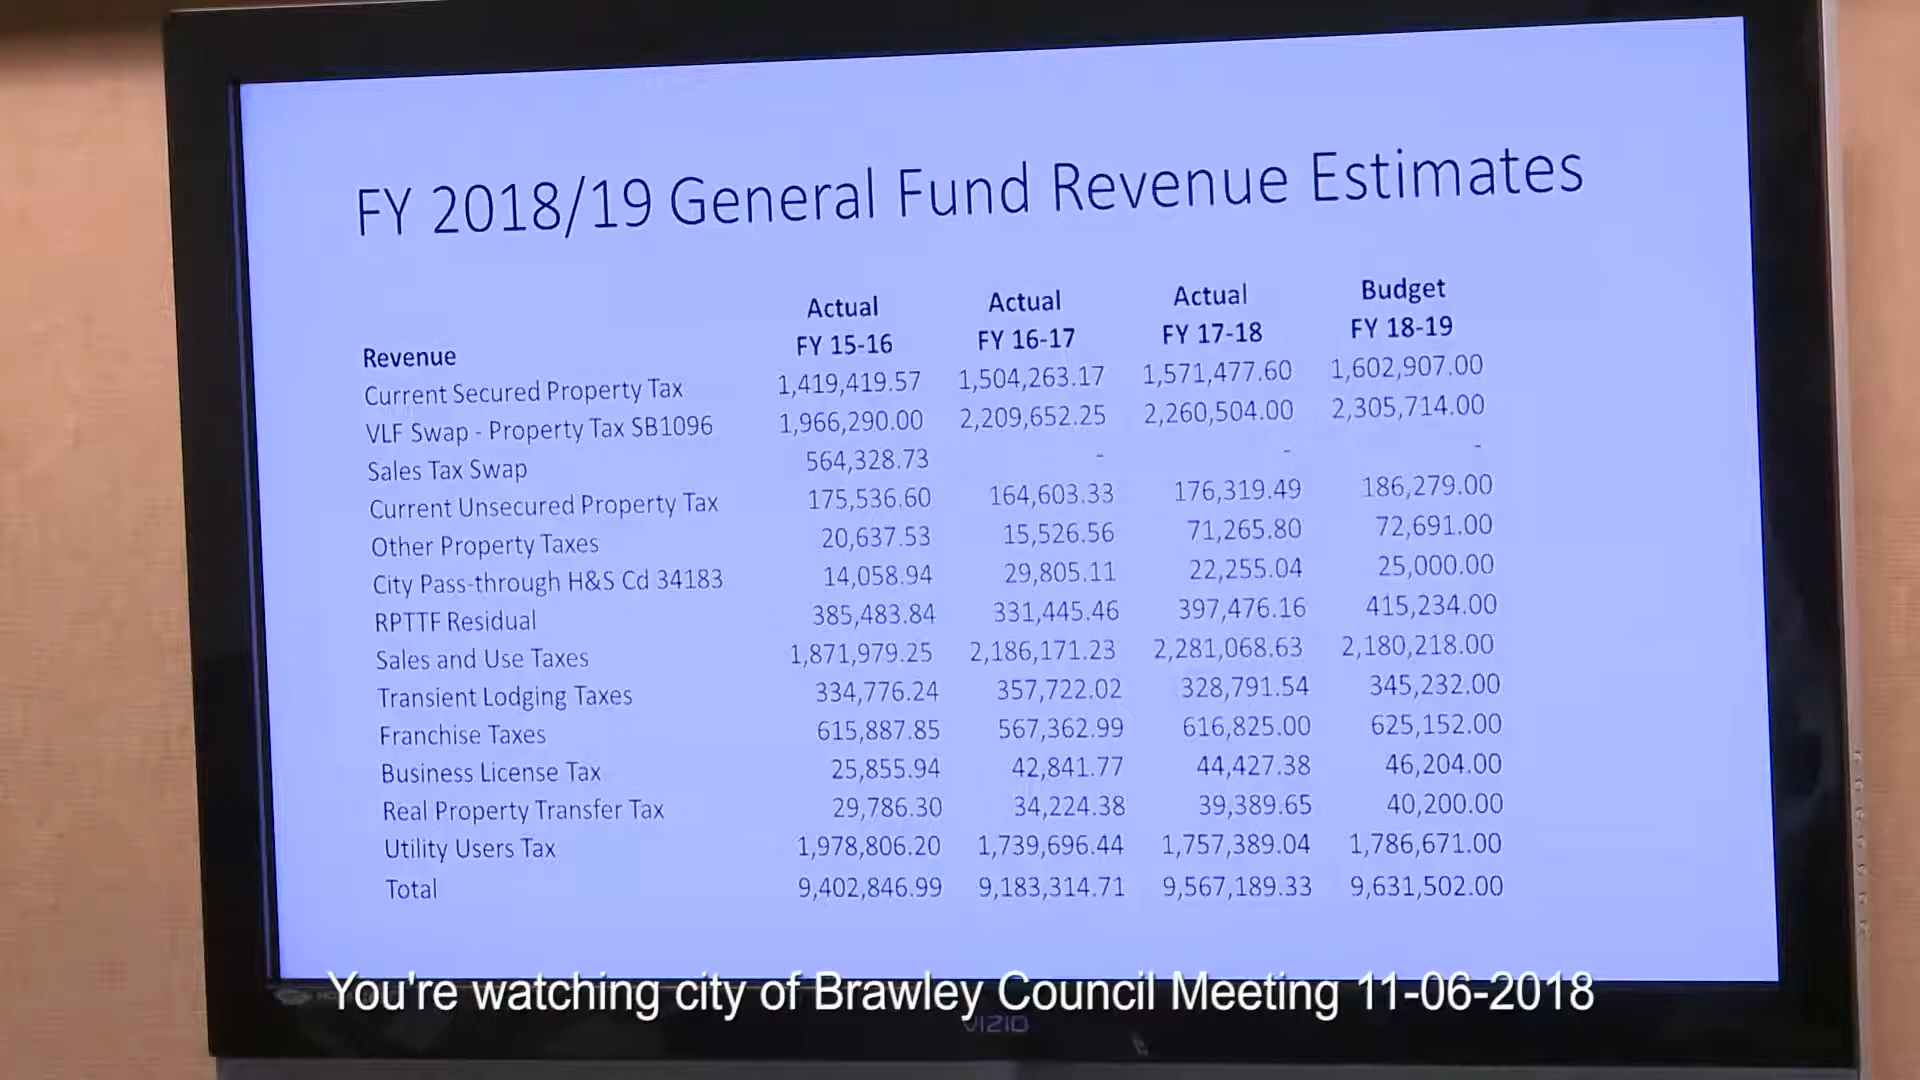 FY 2018/19 General Fund Revenue Estimates
Actual Actual Actual Budget
Revenue FY 15-16 FY 16-17 FY 17-18 FY 18-19
Current Secured Property Tax 1,419,419.57 1,504,263.17 1,571,477.60 1,602,907.00
VLF Swap - Property Tax SB1096 1,966,290.00 2,209,652.25 2,260,504.00 2,305,714.00
Sales Tax Swap 564,328.73 - - -
Current Unsecured Property Tax 175,536.60 164,603.33 176,319.49 186,279.00
Other Property Taxes 20,637.53 15,526.56 71,265.80 72,691.00
City Pass-through H&S Cd 34183 14,058.94 29,805.11 22,255.04 25,000.00
RPTTF Residual 385,483.84 331,445.46 397,476.16 415,234.00
Sales and Use Taxes 1,871,979.25 2,186,171.23 2,281,068.63 2,180,218.00
Transient Lodging Taxes 334,776.24 357,722.02 328,791.54 345,232.00
Franchise Taxes 615,887.85 567,362.99 616,825.00 625,152.00
Business License Tax 25,855.94 42,841.77 44,427.38 46,204.00
Real Property Transfer Tax 29,786.30 34,224.38 39,389.65 40,200.00
Utility Users Tax 1,978,806.20 1,739,696.44 1,757,389.04 1,786,671.00
Total 9,402,846.99 9,183,314.71 9,567,189.33 9,631,502.00
You're watching city of Brawley Council Meeting 11-06-2018
VIZIO